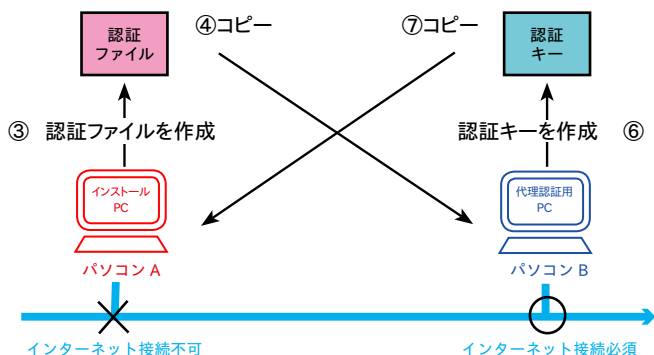 認証
ファイル
④コピー
⑦コピー
認証
キー
③ 認証ファイルを作成
認証キーを作成 ⑥
インストール
PC
代理認証用
PC
パソコン A
パソコン B
インターネット接続不可
インターネット接続必須